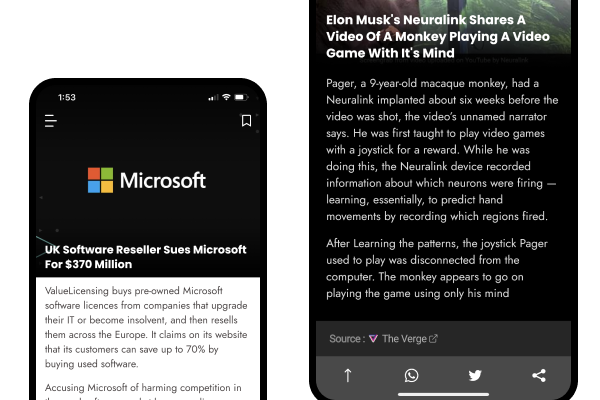 1:53
Microsoft
UK Software Reseller Sues Microsoft
For $370 Million
ValueLicensing buys pre-owned Microsoft
software licences from companies that upgrade
their IT or become insolvent, and then resells
them across the Europe. It claims on its website
that its customers can save up to 70% by
buying used software.
Accusing Microsoft of harming competition in
Elon Musk's Neuralink Shares A
Video Of A Monkey Playing A Video
Game With It's Mind
Pager, a 9-year-old macaque monkey, had a
Neuralink implanted about six weeks before the
video was shot, the video's unnamed narrator
says. He was first taught to play video games
with a joystick for a reward. While he was
doing this, the Neuralink device recorded
information about which neurons were firing —
learning, essentially, to predict hand
movements by recording which regions fired.
After Learning the patterns, the joystick Pager
used to play was disconnected from the
computer. The monkey appears to go on
playing the game using only his mind
Source : The Verge